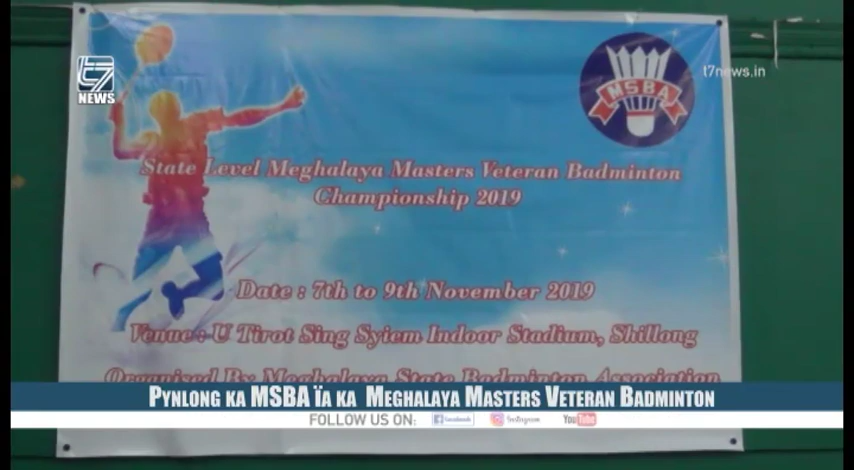 t7
NEWS
t7news.in
MSBA
State Level Meghalaya Masters Veteran Badminton
Championship 2019
Date : 7th to 9th November 2019
Venue : U Tirot Sing Syiem Indoor Stadium, Shillong
Organised By Meghalaya State Badminton Association
PYNLONG KA MSBA ÏA KA MEGHALAYA MASTERS VETERAN BADMINTON
FOLLOW US ON: facebook Instagram YouTube